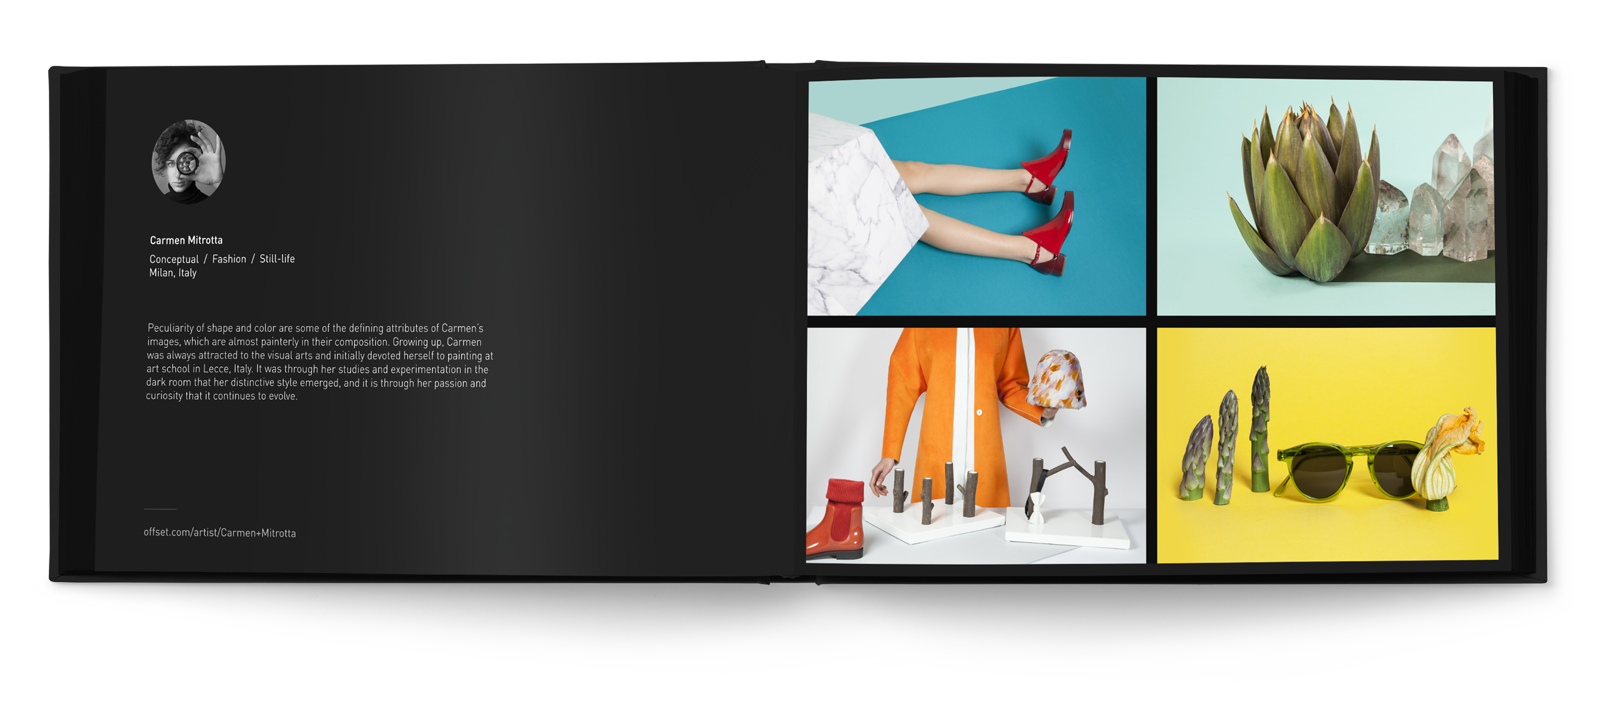 Carmen Mitrotta
Conceptual / Fashion / Still-life
Milan, Italy
Peculiarity of shape and color are some of the defining attributes of Carmen's
images, which are almost painterly in their composition. Growing up, Carmen
was always attracted to the visual arts and initially devoted herself to painting at
art school in Lecce, Italy. It was through her studies and experimentation in the
dark room that her distinctive style emerged, and it is through her passion and
curiosity that it continues to evolve.
offset.com/artist/Carmen+Mitrotta